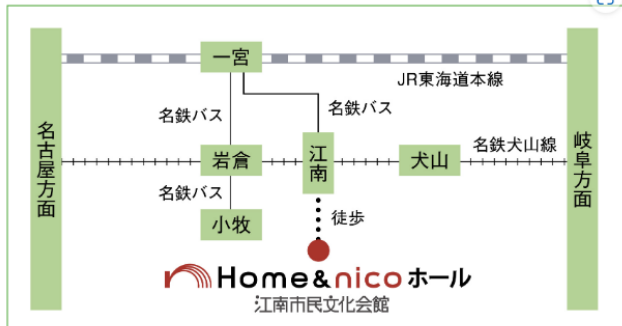 一宮
JR東海道本線
名鉄バス
名鉄バス
名古屋方面
岩倉
江南
犬山
名鉄犬山線
岐阜方面
名鉄バス
小牧
徒歩
Home&nicoホール
江南市民文化会館